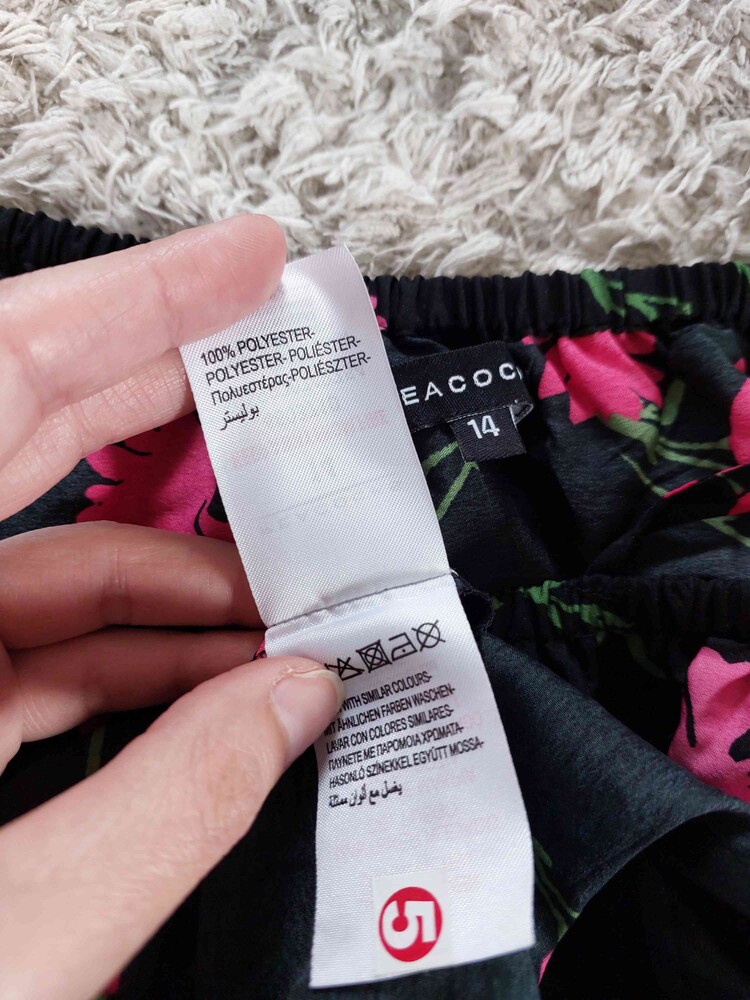 100% POLYESTER-
POLYESTER- POLIÉSTER-
Πολυεστέρας-POLIÉSZTER-
بوليستر
EACOC
14
WITH SIMILAR COLOURS-
MIT ÄHNLICHEN FARBEN WASCHEN-
LAVAR CON COLORES SIMILARES-
ΠΛΥΝΕΤΕ ΜΕ ΠΑΡΟΜΟΙΑ ΧΡΩΜΑΤΑ-
HASONLÓ SZÍNEKKEL EGYÜTT MOSSA-
يغسل مع ألوان مماثلة
5